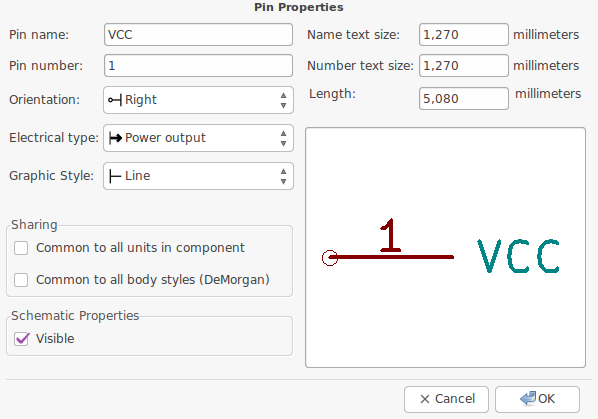 Pin Properties
Pin name: VCC Name text size: 1,270 millimeters
Pin number: 1 Number text size: 1,270 millimeters
Orientation: Right Length: 5,080 millimeters
Electrical type: Power output
Graphic Style: Line
1 VCC
Sharing
Common to all units in component
Common to all body styles (DeMorgan)
Schematic Properties
Visible
Cancel OK